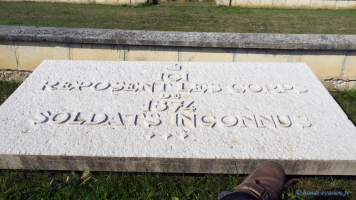 ICI
REPOSENT LES CORPS
DE
1874
SOLDATS INCONNUS